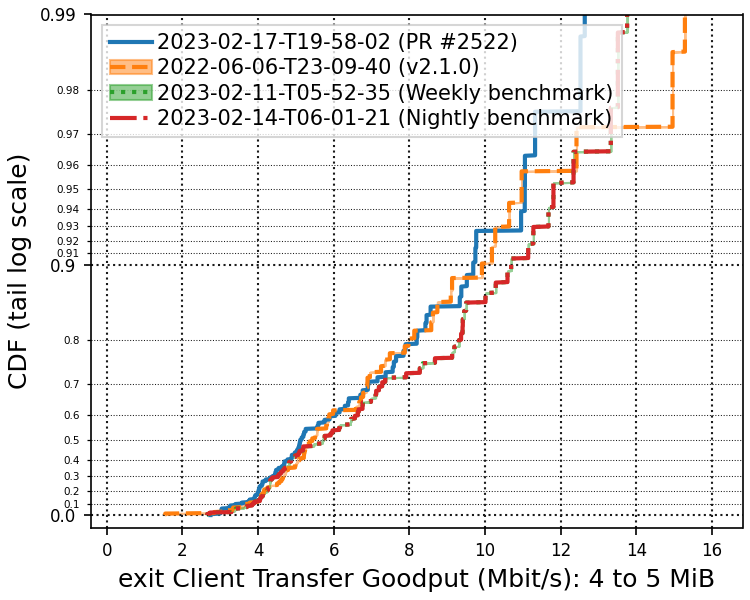 0.99
2023-02-17-T19-58-02 (PR #2522)
2022-06-06-T23-09-40 (v2.1.0)
2023-02-11-T05-52-35 (Weekly benchmark)
2023-02-14-T06-01-21 (Nightly benchmark)
0.98
0.97
0.96
0.95
0.94
0.93
0.92
0.91
0.9
0.8
0.7
0.6
0.5
0.4
0.3
0.2
0.1
0.0
CDF (tail log scale)
0 2 4 6 8 10 12 14 16
exit Client Transfer Goodput (Mbit/s): 4 to 5 MiB